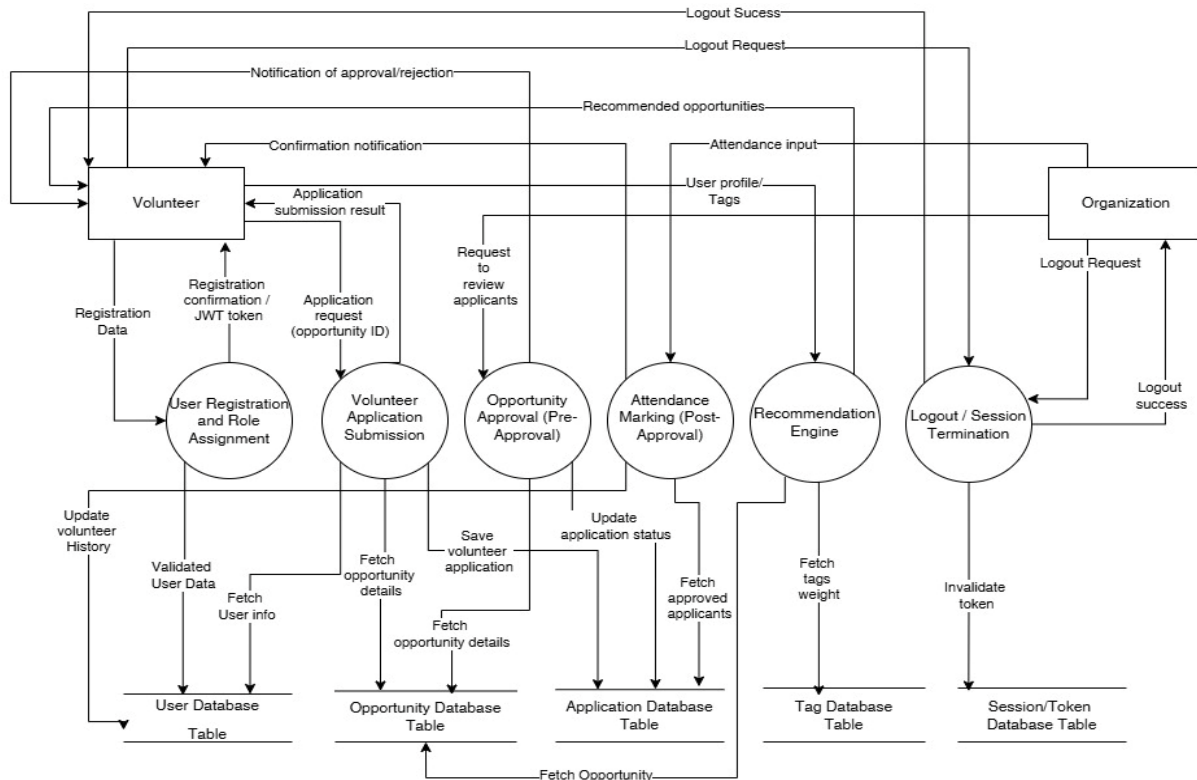 Logout Sucess
Logout Request
Notification of approval/rejection
Recommended opportunities
Confirmation notification
Attendance input
Volunteer
Application
submission result
User profile/
Tags
Organization
Registration
Data
Registration
confirmation /
JWT token
Application
request
(opportunity ID)
Request
to
review
applicants
Logout Request
Logout
success
User Registration
and Role
Assignment
Volunteer
Application
Submission
Opportunity
Approval (Pre-
Approval)
Attendance
Marking (Post-
Approval)
Recommendation
Engine
Logout / Session
Termination
Update
volunteer
History
Validated
User Data
Fetch
User info
Fetch
opportunity
details
Save
volunteer
application
Fetch
opportunity details
Update
application status
Fetch
approved
applicants
Fetch
tags
weight
Invalidate
token
User Database
Table
Opportunity Database
Table
Application Database
Table
Tag Database
Table
Session/Token
Database Table
Fetch Opportunity